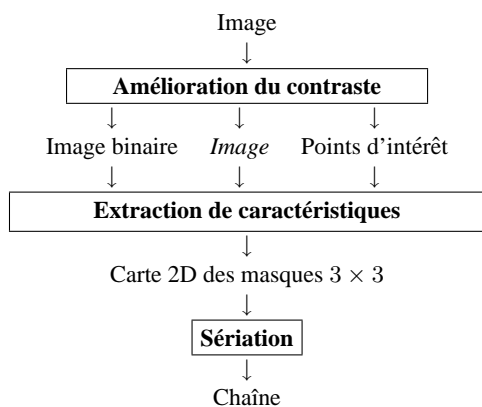 Image
Amélioration du contraste
Image binaire Image Points d'intérêt
Extraction de caractéristiques
Carte 2D des masques 3 × 3
Sériation
Chaîne